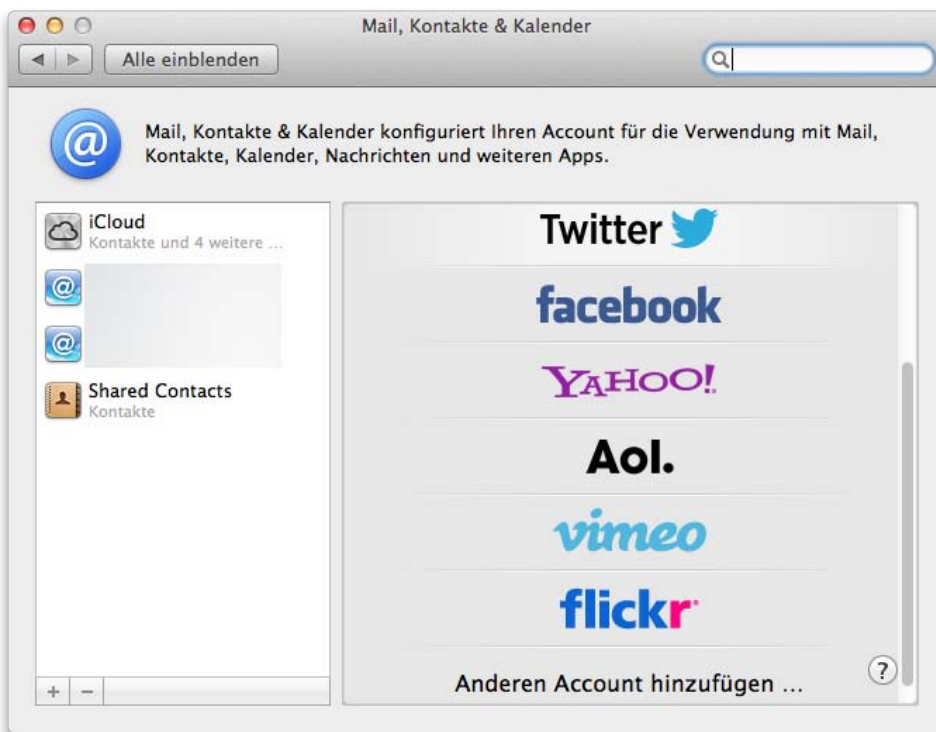 Mail, Kontakte & Kalender
Alle einblenden
Mail, Kontakte & Kalender konfiguriert Ihren Account für die Verwendung mit Mail,
Kontakte, Kalender, Nachrichten und weiteren Apps.
iCloud
Kontakte und 4 weitere ...
Shared Contacts
Kontakte
Twitter
facebook
YAHOO!
Aol.
vimeo
flickr
Anderen Account hinzufügen ...
?